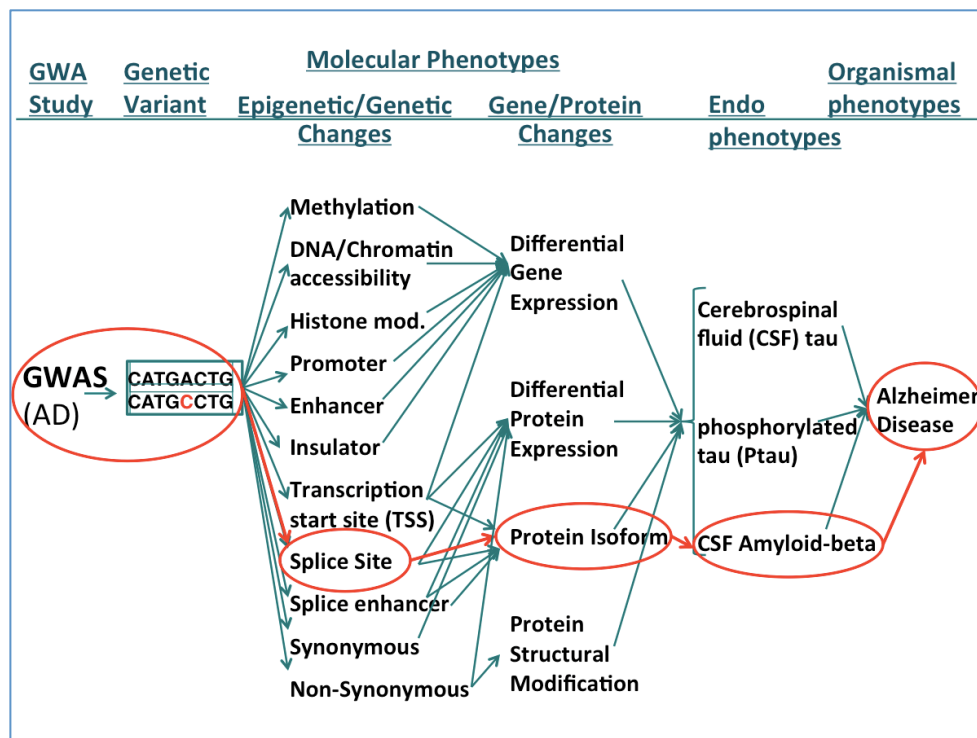 GWA
Study
Genetic
Variant
Molecular Phenotypes
Epigenetic/Genetic
Changes
Gene/Protein
Changes
Endo
phenotypes
Organismal
phenotypes
GWAS
(AD)
CATGACTG
CATGCCTG
Methylation
DNA/Chromatin
accessibility
Histone mod.
Promoter
Enhancer
Insulator
Transcription
start site (TSS)
Splice Site
Splice enhancer
Synonymous
Non-Synonymous
Differential
Gene
Expression
Differential
Protein
Expression
Protein Isoform
Protein
Structural
Modification
Cerebrospinal
fluid (CSF) tau
phosphorylated
tau (Ptau)
CSF Amyloid-beta
Alzheimer
Disease